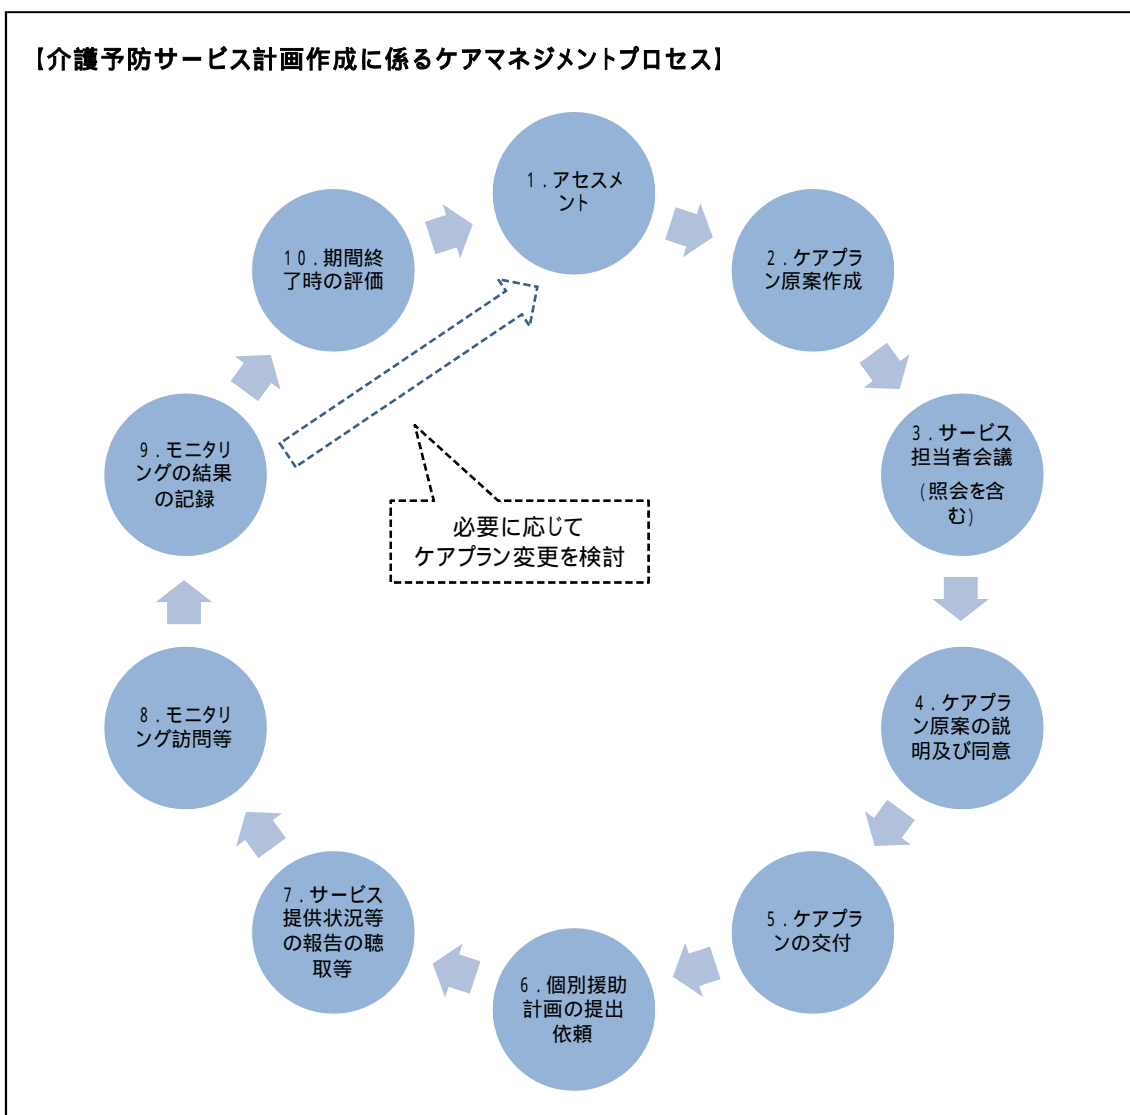 【介護予防サービス計画作成に係るケアマネジメントプロセス】
1．アセスメ
ント
2．ケアプラ
ン原案作成
3．サービス
担当者会議
（照会を含
む）
4．ケアプラ
ン原案の説
明及び同意
5．ケアプラ
ンの交付
6．個別援助
計画の提出
依頼
7．サービス
提供状況等
の報告の聴
取等
8．モニタリ
ング訪問等
9．モニタリ
ングの結果
の記録
10．期間終
了時の評価
必要に応じて
ケアプラン変更を検討